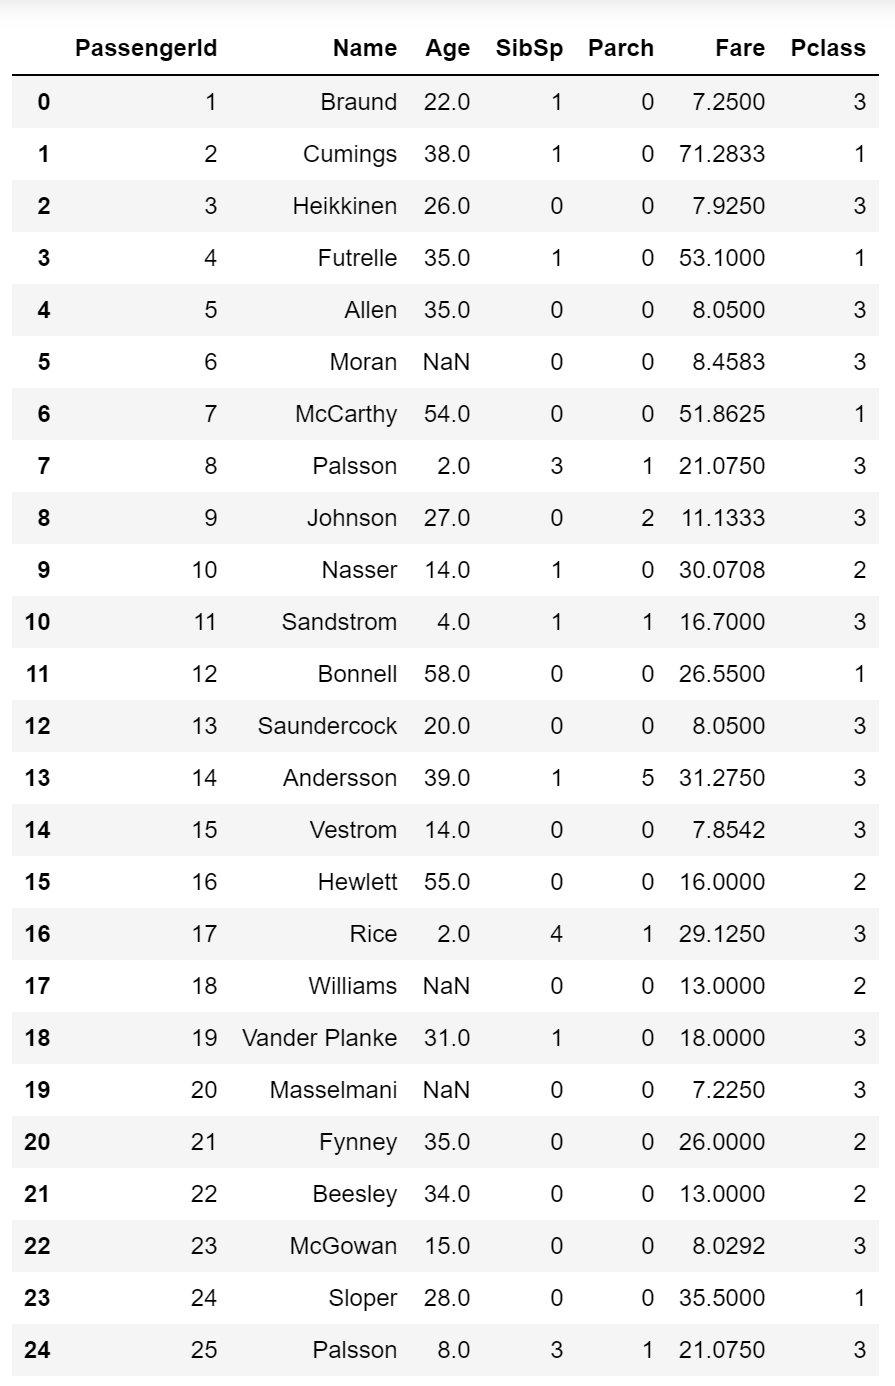 PassengerId Name Age SibSp Parch Fare Pclass
0 1 Braund 22.0 1 0 7.2500 3
1 2 Cumings 38.0 1 0 71.2833 1
2 3 Heikkinen 26.0 0 0 7.9250 3
3 4 Futrelle 35.0 1 0 53.1000 1
4 5 Allen 35.0 0 0 8.0500 3
5 6 Moran NaN 0 0 8.4583 3
6 7 McCarthy 54.0 0 0 51.8625 1
7 8 Palsson 2.0 3 1 21.0750 3
8 9 Johnson 27.0 0 2 11.1333 3
9 10 Nasser 14.0 1 0 30.0708 2
10 11 Sandstrom 4.0 1 1 16.7000 3
11 12 Bonnell 58.0 0 0 26.5500 1
12 13 Saundercock 20.0 0 0 8.0500 3
13 14 Andersson 39.0 1 5 31.2750 3
14 15 Vestrom 14.0 0 0 7.8542 3
15 16 Hewlett 55.0 0 0 16.0000 2
16 17 Rice 2.0 4 1 29.1250 3
17 18 Williams NaN 0 0 13.0000 2
18 19 Vander Planke 31.0 1 0 18.0000 3
19 20 Masselmani NaN 0 0 7.2250 3
20 21 Fynney 35.0 0 0 26.0000 2
21 22 Beesley 34.0 0 0 13.0000 2
22 23 McGowan 15.0 0 0 8.0292 3
23 24 Sloper 28.0 0 0 35.5000 1
24 25 Palsson 8.0 3 1 21.0750 3